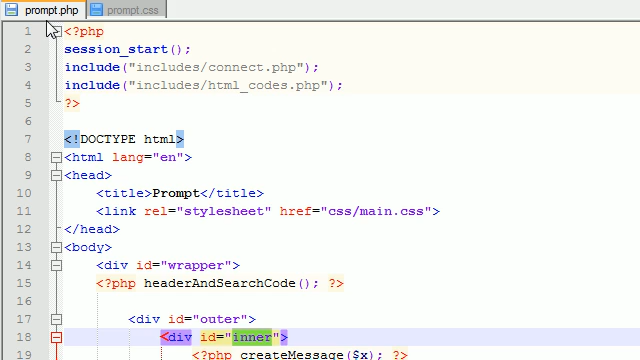 prompt.php prompt.css
1 <?php
2 session_start();
3 include("includes/connect.php");
4 include("includes/html_codes.php");
5 ?>
6
7 <!DOCTYPE html>
8 <html lang="en">
9 <head>
10 <title>Prompt</title>
11 <link rel="stylesheet" href="css/main.css">
12 </head>
13 <body>
14 <div id="wrapper">
15 <?php headerAndSearchCode(); ?>
16
17 <div id="outer">
18 <div id="inner">
19 <?php createMessage($x); ?>